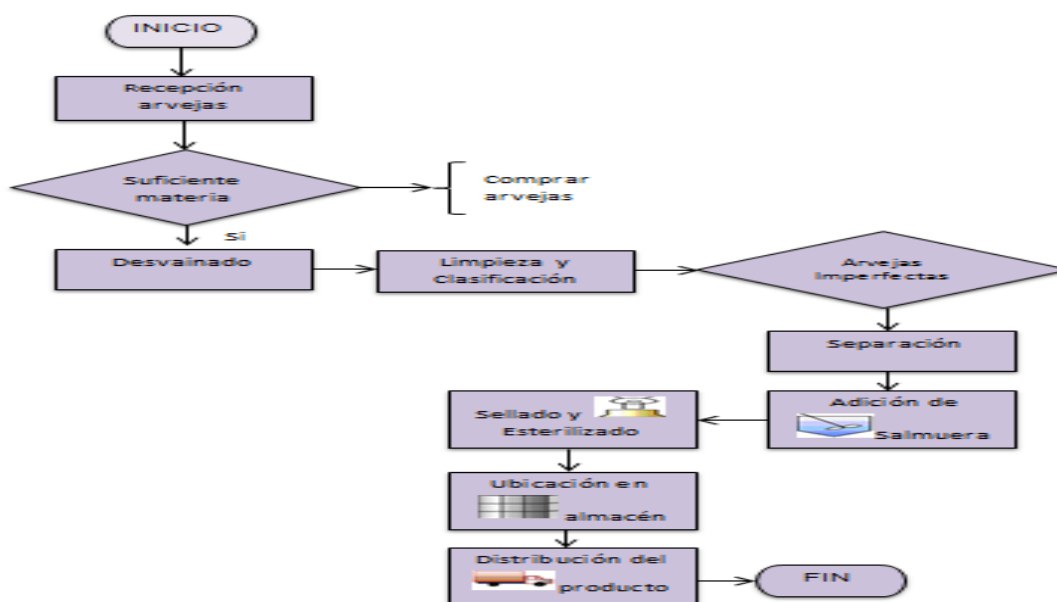 INICIO
Recepción
arvejas
Suficiente
materia
Comprar
arvejas
Si
Desvainado
Limpieza y
Clasificación
Arvejas
Imperfectas
Separación
Adición de
Salmuera
Sellado y
Esterilizado
Ubicación en
almacén
Distribución del
producto
FIN